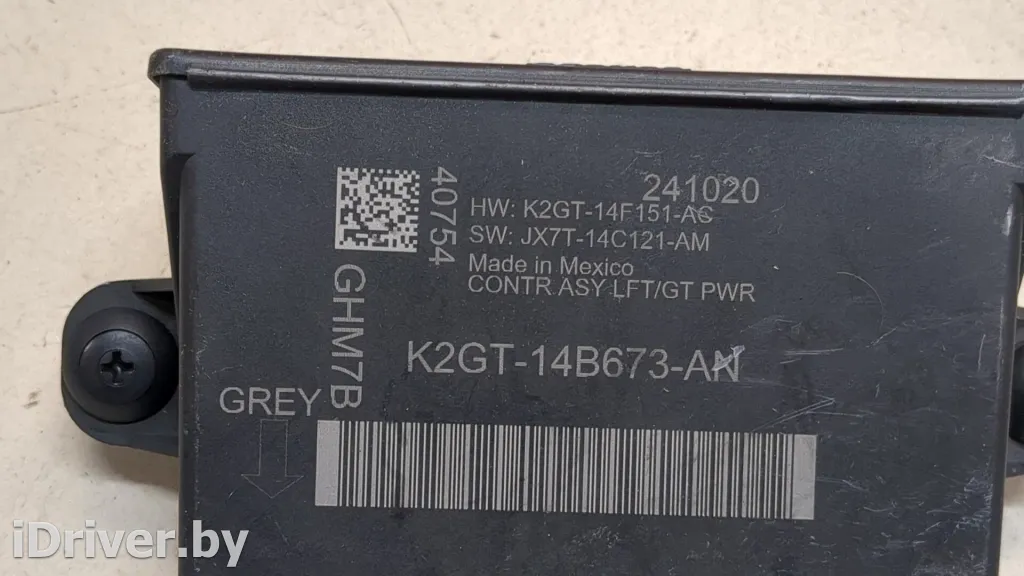 241020
HW: K2GT-14F151-AC
SW: JX7T-14C121-AM
Made in Mexico
CONTR ASY LFT/GT PWR
40754
GHM7B
K2GT-14B673-AN
GREY
iDriver.by